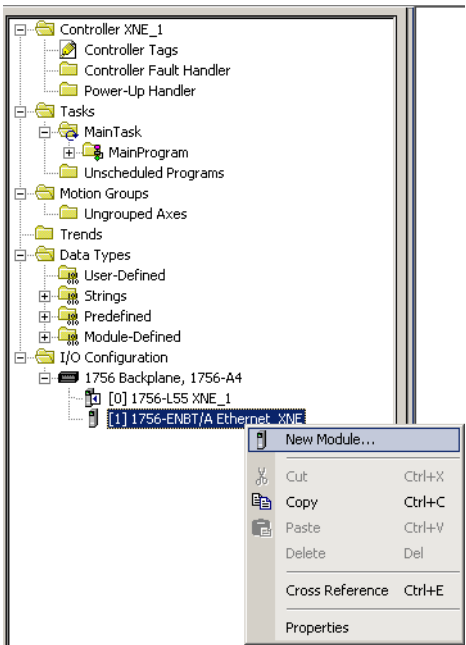 Controller XNE_1
Controller Tags
Controller Fault Handler
Power-Up Handler
Tasks
MainTask
MainProgram
Unscheduled Programs
Motion Groups
Ungrouped Axes
Trends
Data Types
User-Defined
Strings
Predefined
Module-Defined
I/O Configuration
1756 Backplane, 1756-A4
[0] 1756-L55 XNE_1
[1] 1756-ENBT/A Ethernet_XNE
New Module...
Cut Ctrl+X
Copy Ctrl+C
Paste Ctrl+V
Delete Del
Cross Reference Ctrl+E
Properties